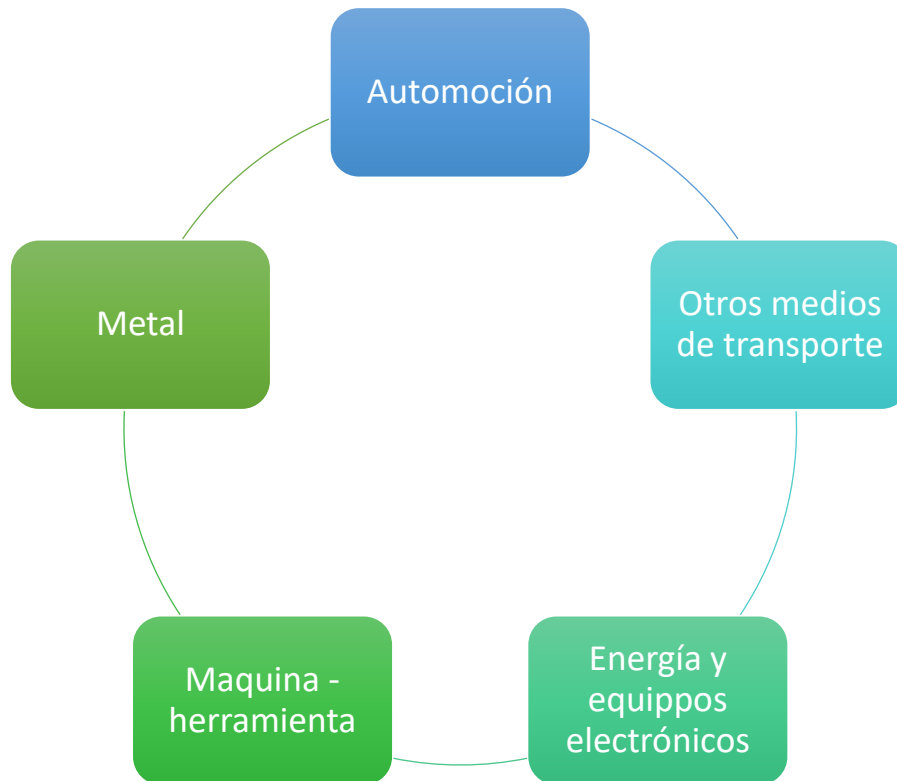 Automoción
Otros medios
de transporte
Energía y
equippos
electrónicos
Maquina -
herramienta
Metal